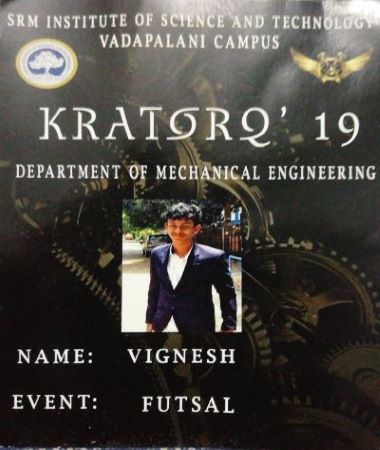 SRM INSTITUTE OF SCIENCE AND TECHNOLOGY
VADAPALANI CAMPUS
KRATORQ' 19
DEPARTMENT OF MECHANICAL ENGINEERING
NAME: VIGNESH
EVENT: FUTSAL